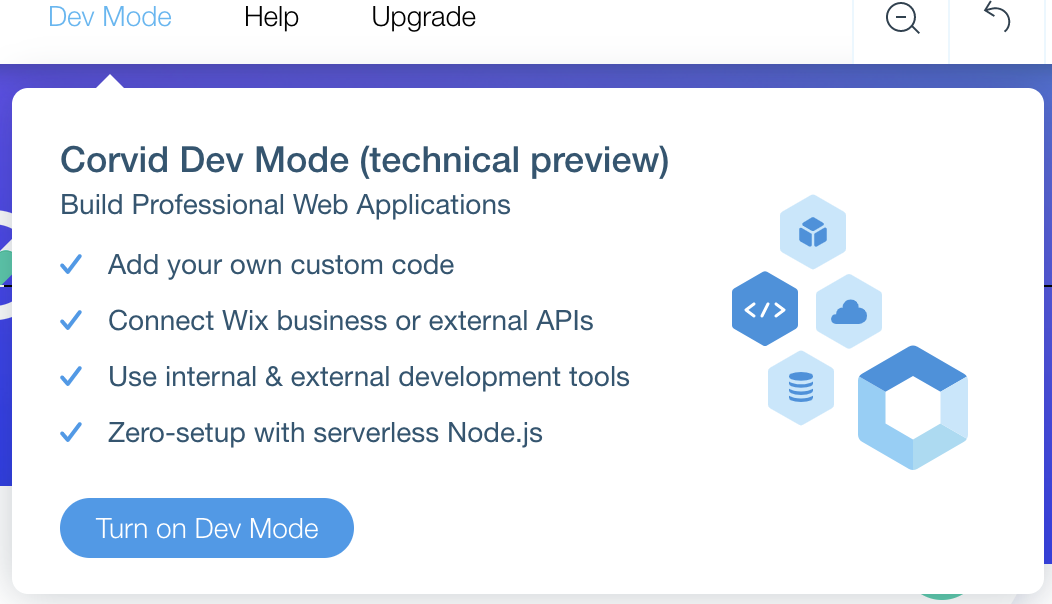 Dev Mode Help Upgrade
Corvid Dev Mode (technical preview)
Build Professional Web Applications
Add your own custom code
Connect Wix business or external APIs
Use internal & external development tools
Zero-setup with serverless Node.js
</>
Turn on Dev Mode